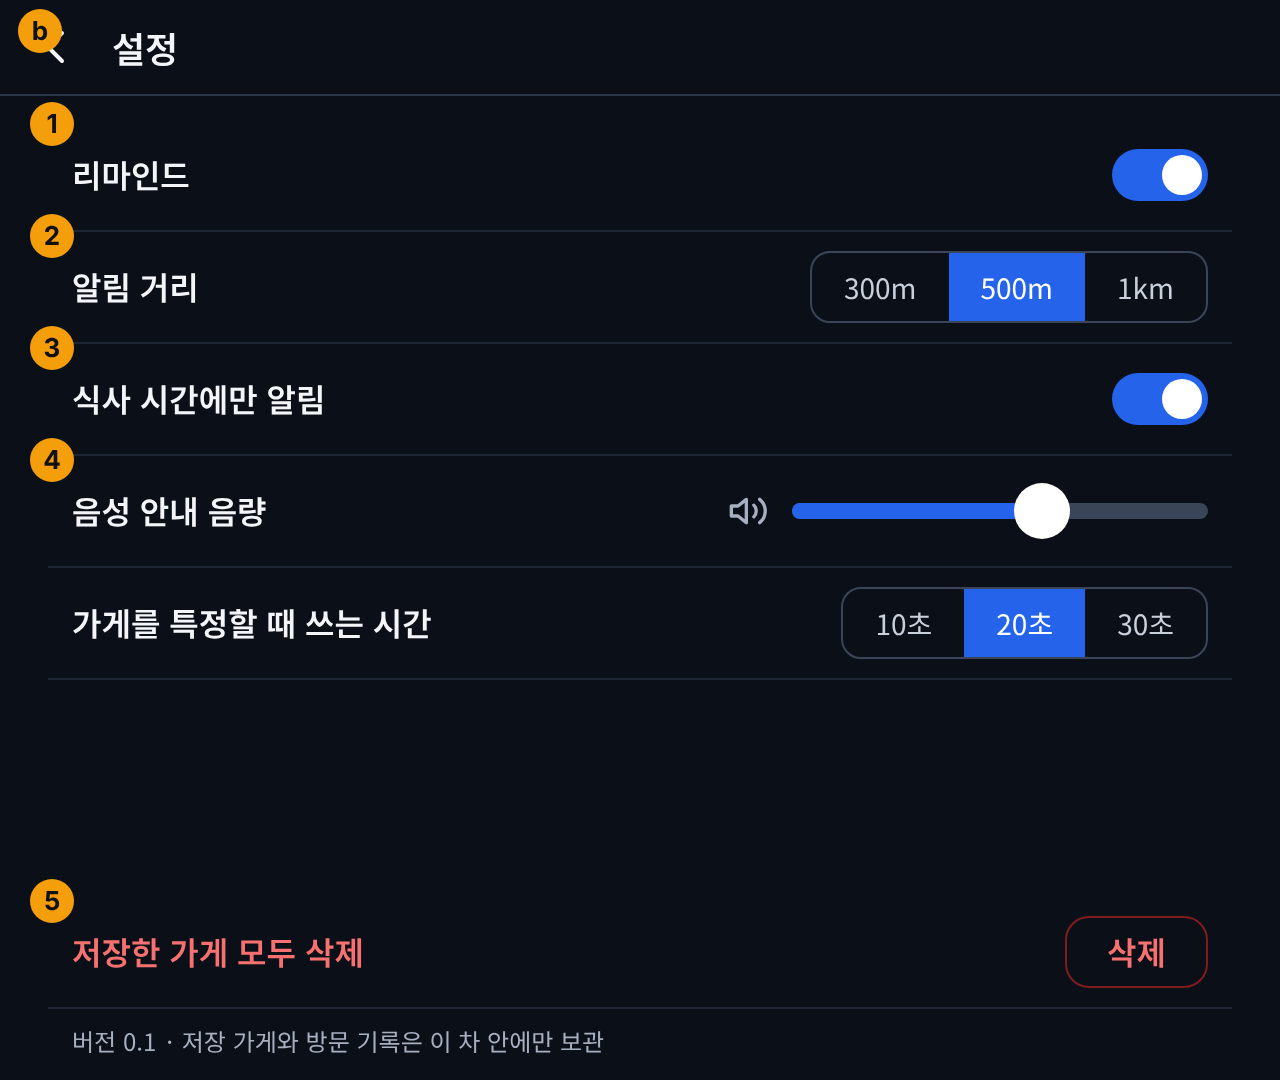 b 설정
1
리마인드
2
알림 거리 300m 500m 1km
3
식사 시간에만 알림
4
음성 안내 음량
가게를 특정할 때 쓰는 시간 10초 20초 30초
5
저장한 가게 모두 삭제 삭제
버전 0.1 · 저장 가게와 방문 기록은 이 차 안에만 보관